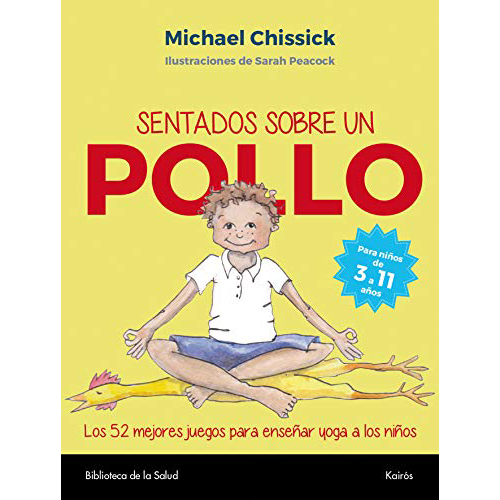 Michael Chissick
Ilustraciones de Sarah Peacock
SENTADOS SOBRE UN
POLLO
Para niños
de
3 a 11
años
Los 52 mejores juegos para enseñar yoga a los niños
Biblioteca de la Salud
Kairós